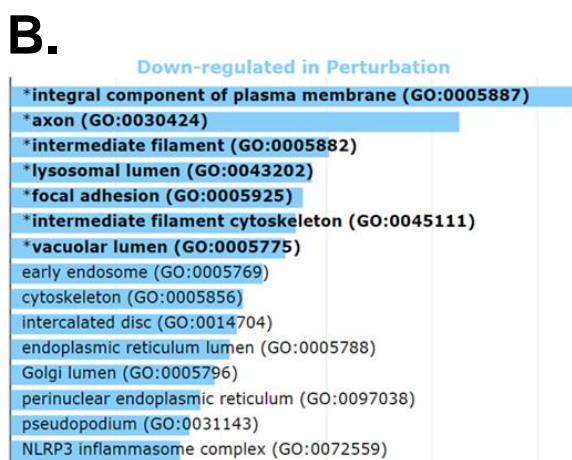 B.
Down-regulated in Perturbation
*integral component of plasma membrane (GO:0005887)
*axon (GO:0030424)
*intermediate filament (GO:0005882)
*lysosomal lumen (GO:0043202)
*focal adhesion (GO:0005925)
*intermediate filament cytoskeleton (GO:0045111)
*vacuolar lumen (GO:0005775)
early endosome (GO:0005769)
cytoskeleton (GO:0005856)
intercalated disc (GO:0014704)
endoplasmic reticulum lumen (GO:0005788)
Golgi lumen (GO:0005796)
perinuclear endoplasmic reticulum (GO:0097038)
pseudopodium (GO:0031143)
NLRP3 inflammasome complex (GO:0072559)